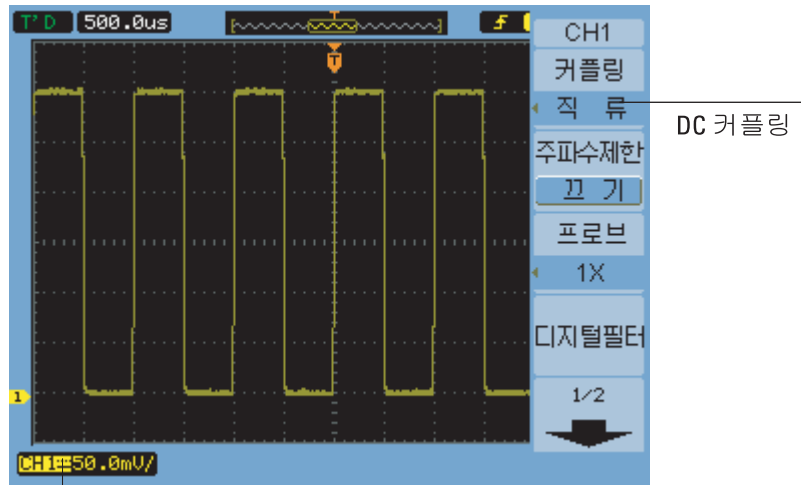 T'D 500.0us
T
f
T
CH1
커플링
직 류
DC 커플링
주파수제한
끄 기
프로브
1X
디지털필터
1/2
1
CH1 50.0mV/